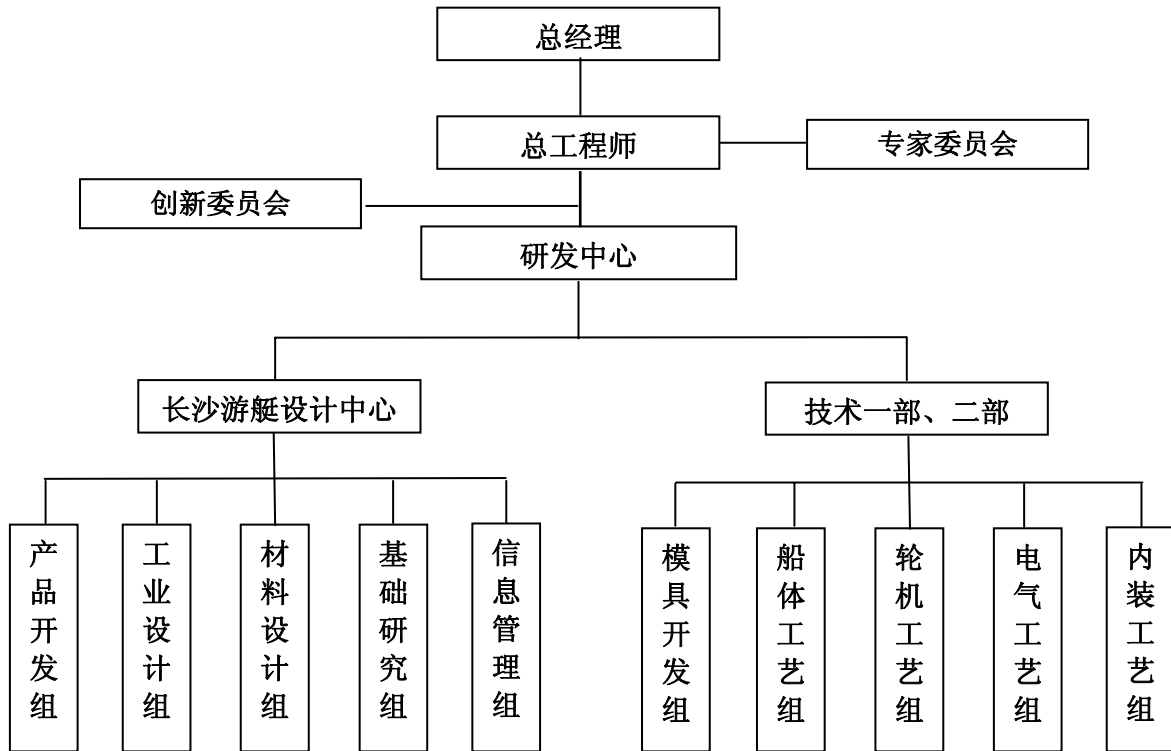 总经理
总工程师
专家委员会
创新委员会
研发中心
长沙游艇设计中心
技术一部、二部
产品开发组
工业设计组
材料设计组
基础研究组
信息管理组
模具开发组
船体工艺组
轮机工艺组
电气工艺组
内装工艺组